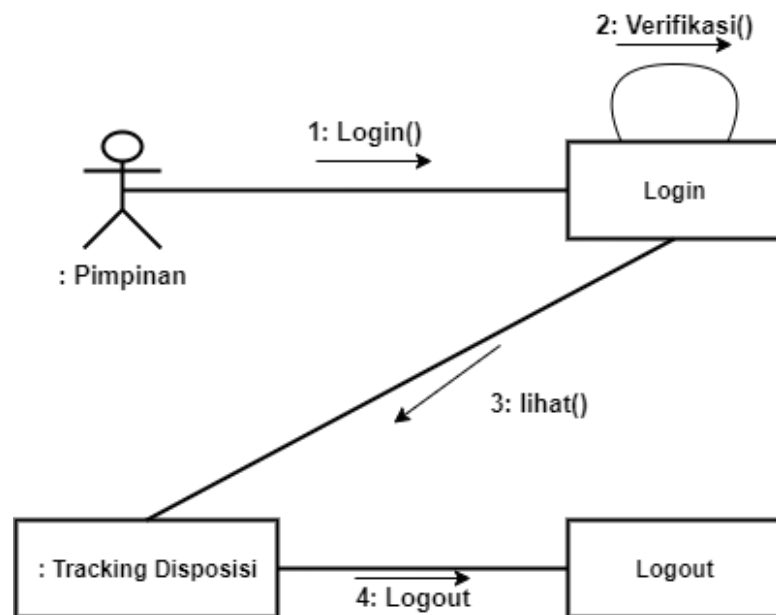 2: Verifikasi()
1: Login()
Login
: Pimpinan
3: lihat()
: Tracking Disposisi
Logout
4: Logout